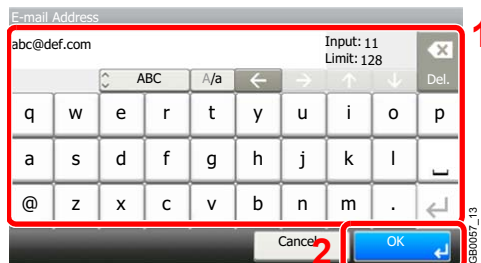 E-mail Address
1
abc@def.com
Input: 11
Limit: 128
ABC
A/a
Del.
q w e r t y u i o p
a s d f g h j k l
@ z x c v b n m .
Cancel
2
OK
GB0057_13